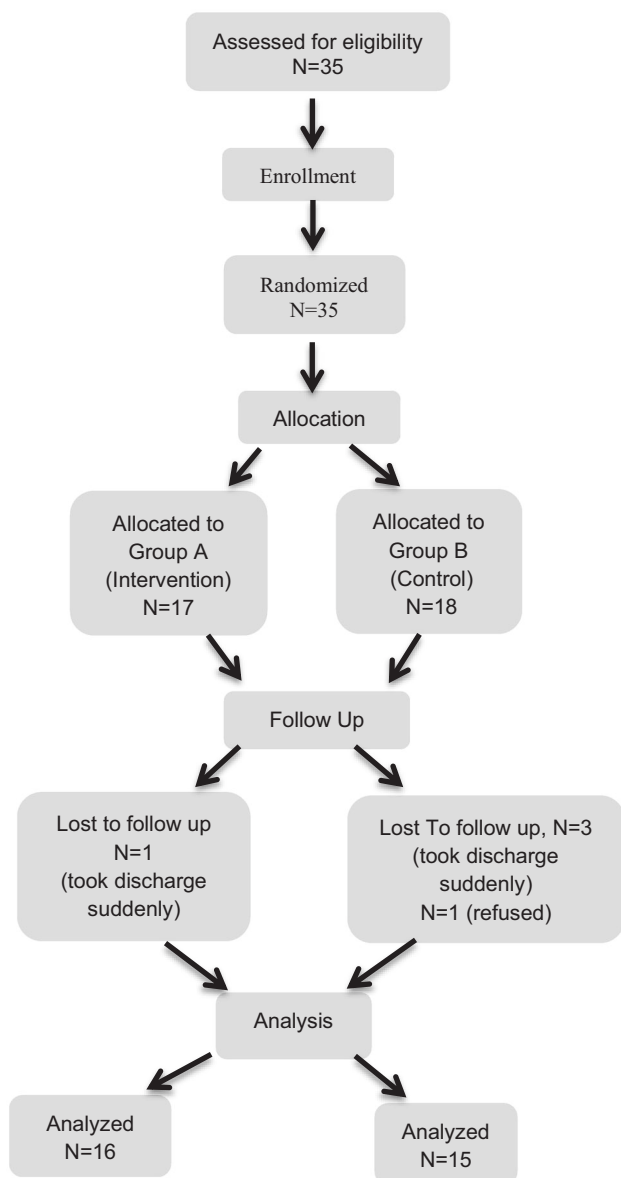 Assessed for eligibility
N=35
Enrollment
Randomized
N=35
Allocation
Allocated to
Group A
(Intervention)
N=17
Allocated to
Group B
(Control)
N=18
Follow Up
Lost to follow up
N=1
(took discharge
suddenly)
Lost To follow up, N=3
(took discharge
suddenly)
N=1 (refused)
Analysis
Analyzed
N=16
Analyzed
N=15